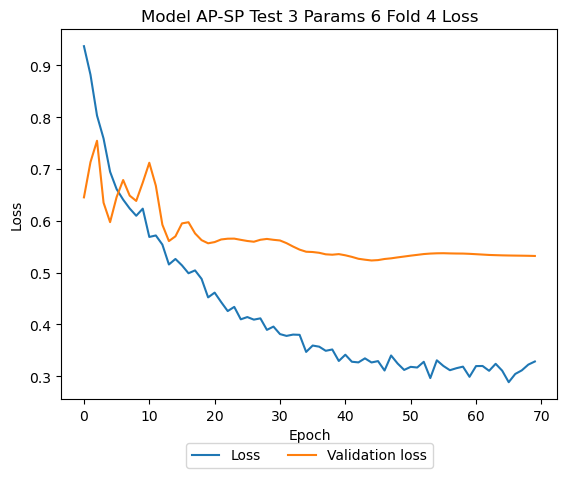 Model AP-SP Test 3 Params 6 Fold 4 Loss
0.9
0.8
0.7
0.6
0.5
0.4
0.3
Loss
0 10 20 30 40 50 60 70
Epoch
Loss Validation loss